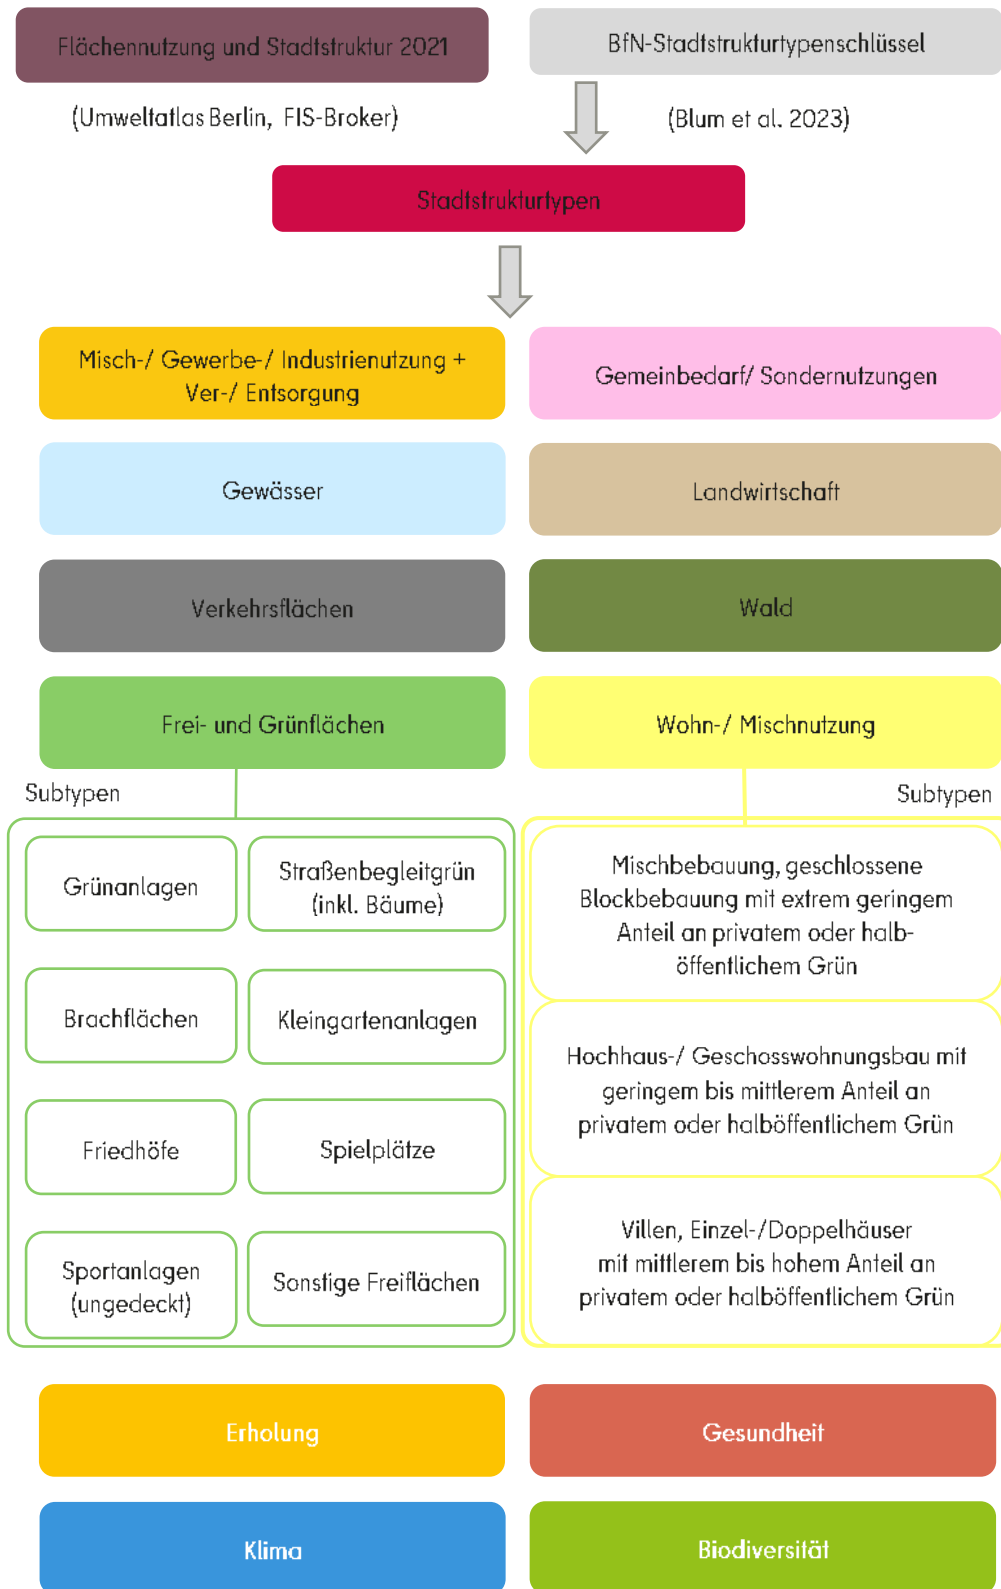 Flächennutzung und Stadtstruktur 2021
BfN-Stadtstrukturtypenschlüssel
(Umweltatlas Berlin, FIS-Broker)
(Blum et al. 2023)
Stadtstrukturtypen
Misch-/ Gewerbe-/ Industrienutzung +
Ver-/ Entsorgung
Gemeinbedarf/ Sondernutzungen
Gewässer
Landwirtschaft
Verkehrsflächen
Wald
Frei- und Grünflächen
Wohn-/ Mischnutzung
Subtypen
Subtypen
Grünanlagen
Straßenbegleitgrün
(inkl. Bäume)
Brachflächen
Kleingartenanlagen
Friedhöfe
Spielplätze
Sportanlagen
(ungedeckt)
Sonstige Freiflächen
Mischbebauung, geschlossene
Blockbebauung mit extrem geringem
Anteil an privatem oder halb-
öffentlichem Grün
Hochhaus-/ Geschosswohnungsbau mit
geringem bis mittlerem Anteil an
privatem oder halböffentlichem Grün
Villen, Einzel-/Doppelhäuser
mit mittlerem bis hohem Anteil an
privatem oder halböffentlichem Grün
Erholung
Gesundheit
Klima
Biodiversität